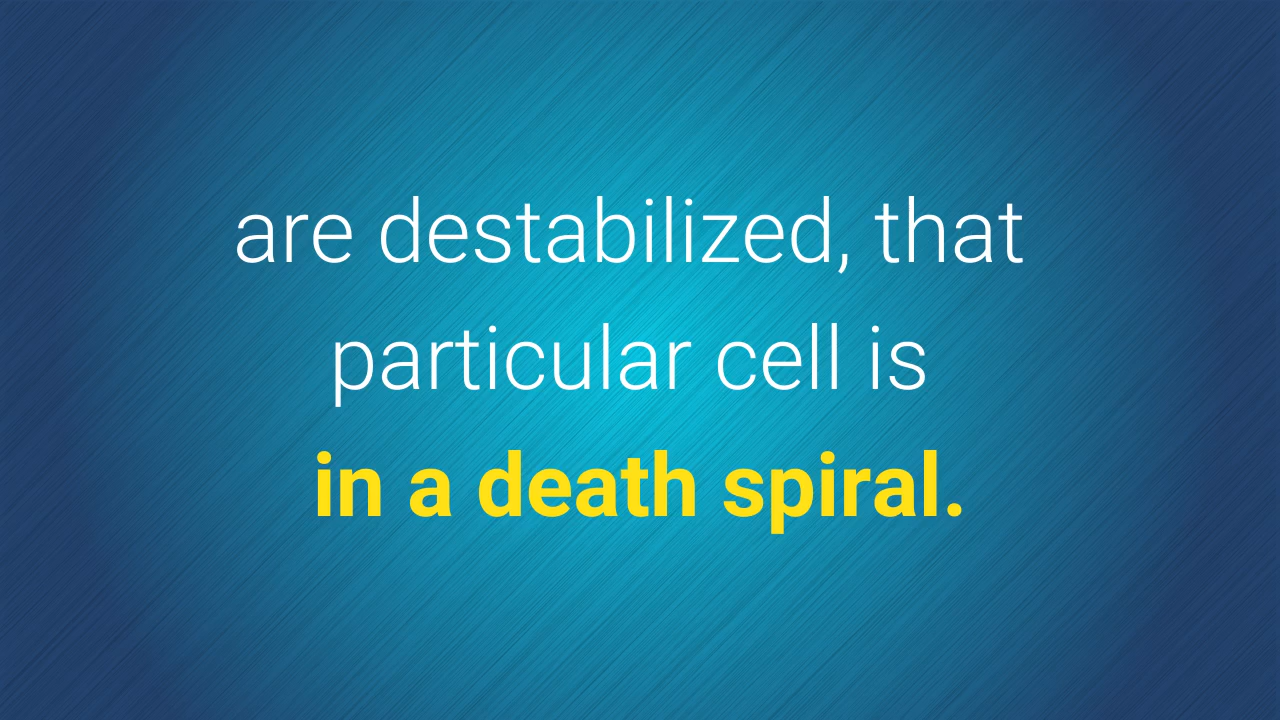 are destabilized, that
particular cell is
in a death spiral.